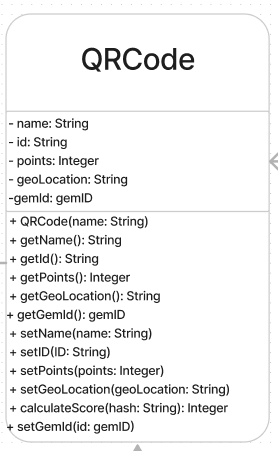 QRCode
- name: String
- id: String
- points: Integer
- geoLocation: String
-gemId: gemID
+ QRCode(name: String)
+ getName(): String
+ getId(): String
+ getPoints(): Integer
+ getGeoLocation(): String
+ getGemId(): gemID
+ setName(name: String)
+ setID(ID: String)
+ setPoints(points: Integer)
+ setGeoLocation(geoLocation: String)
+ calculateScore(hash: String): Integer
+ setGemId(id: gemID)